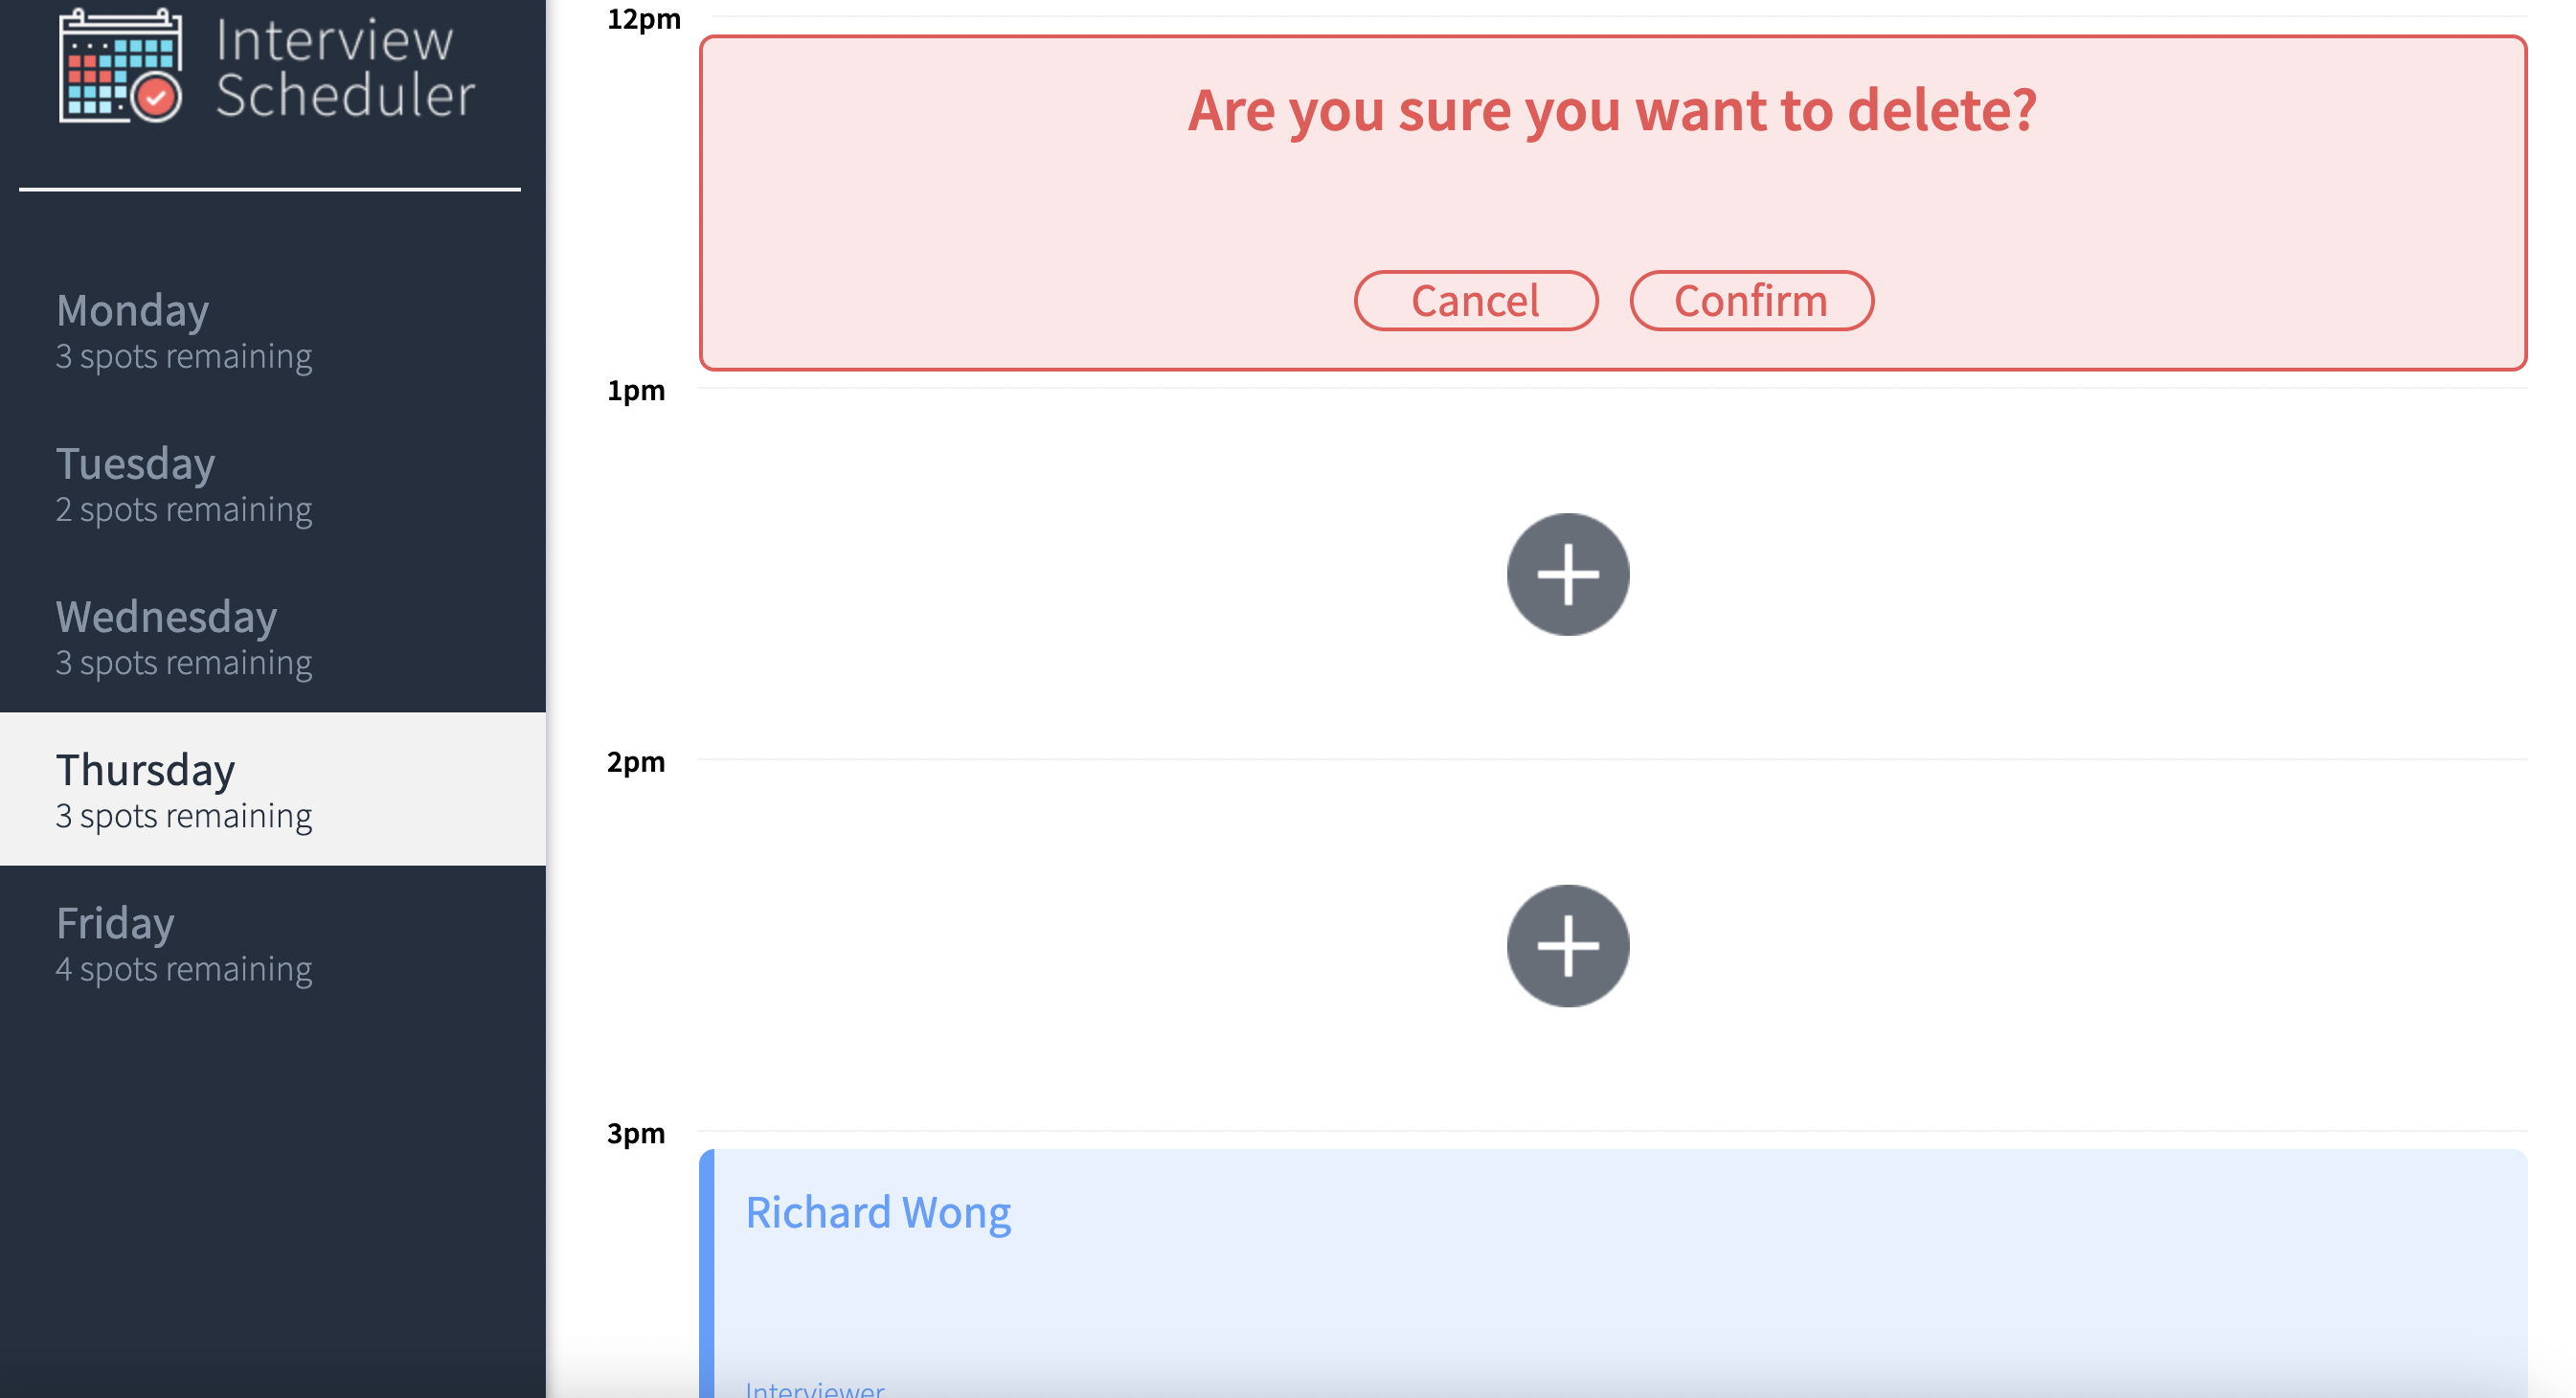 Interview
Scheduler
Monday
3 spots remaining
Tuesday
2 spots remaining
Wednesday
3 spots remaining
Thursday
3 spots remaining
Friday
4 spots remaining
12pm
Are you sure you want to delete?
Cancel Confirm
1pm
2pm
3pm
Richard Wong
Interviewer